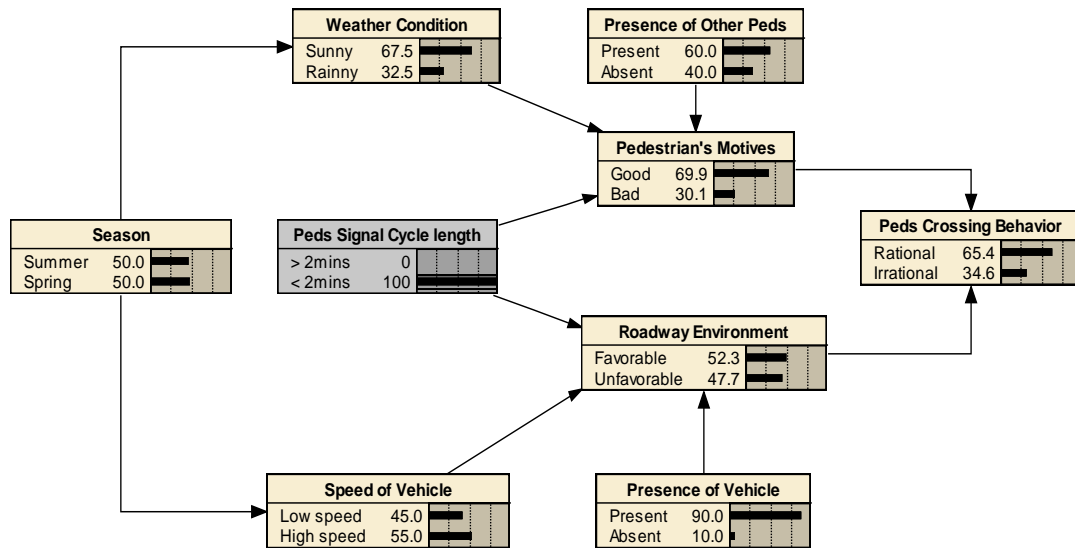 Weather Condition
Sunny 67.5
Rainny 32.5
Presence of Other Peds
Present 60.0
Absent 40.0
Pedestrian's Motives
Good 69.9
Bad 30.1
Season
Summer 50.0
Spring 50.0
Peds Signal Cycle length
> 2mins 0
< 2mins 100
Peds Crossing Behavior
Rational 65.4
Irrational 34.6
Roadway Environment
Favorable 52.3
Unfavorable 47.7
Speed of Vehicle
Low speed 45.0
High speed 55.0
Presence of Vehicle
Present 90.0
Absent 10.0